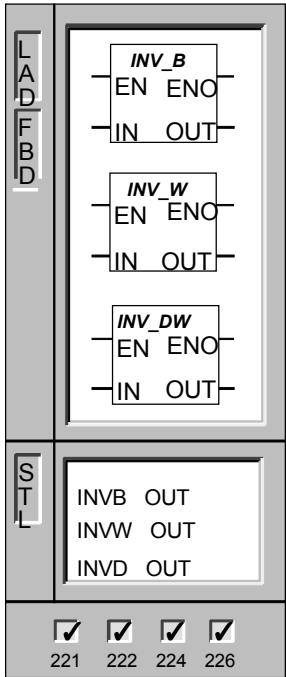 LAD
FBD
INV_B
EN ENO
IN OUT
INV_W
EN ENO
IN OUT
INV_DW
EN ENO
IN OUT
STL
INVB OUT
INVW OUT
INVD OUT
221 222 224 226